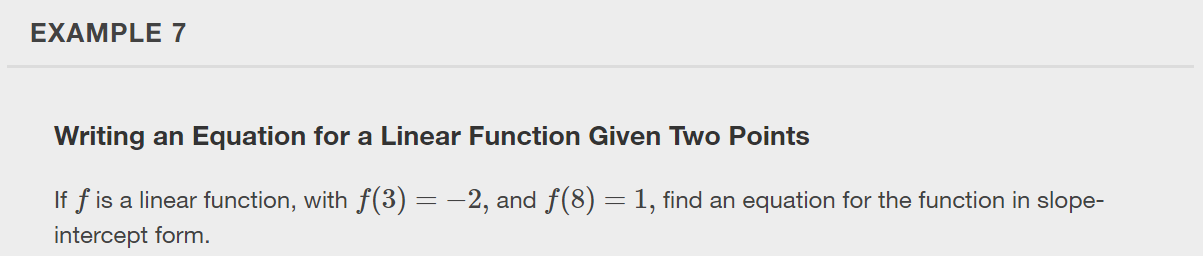 EXAMPLE 7
Writing an Equation for a Linear Function Given Two Points
If f is a linear function, with f(3) = −2, and f(8) = 1, find an equation for the function in slope-
intercept form.